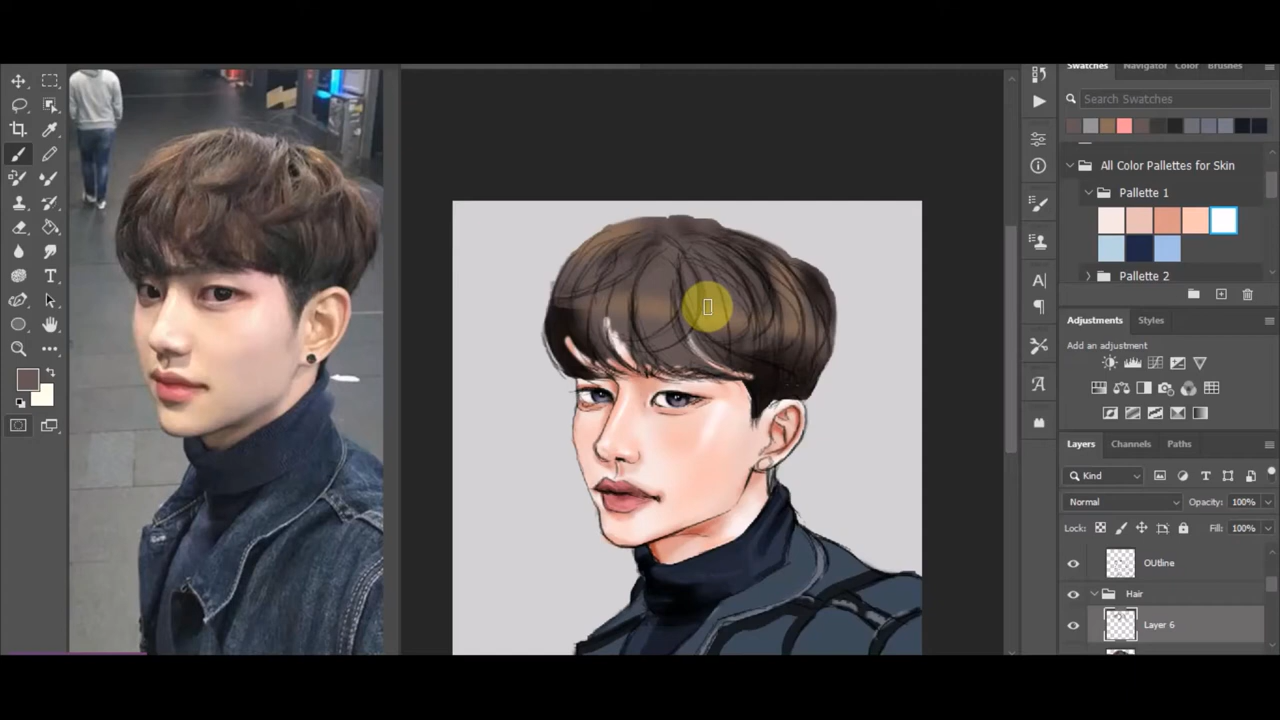 Swatches Navigator Color Brushes
Search Swatches
All Color Pallettes for Skin
Pallette 1
Pallette 2
Adjustments Styles
Add an adjustment
Layers Channels Paths
Kind
Normal Opacity: 100%
Lock: Fill: 100%
OUtline
Hair
Layer 6